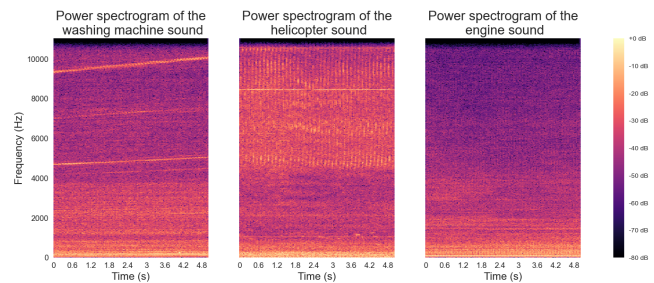 Power spectrogram of the
washing machine sound
Power spectrogram of the
helicopter sound
Power spectrogram of the
engine sound
Frequency (Hz)
10000
8000
6000
4000
2000
0
0 0.6 1.2 1.8 2.4 3 3.6 4.2 4.8
Time (s)
0 0.6 1.2 1.8 2.4 3 3.6 4.2 4.8
Time (s)
0 0.6 1.2 1.8 2.4 3 3.6 4.2 4.8
Time (s)
+0 dB
-10 dB
-20 dB
-30 dB
-40 dB
-50 dB
-60 dB
-70 dB
-80 dB